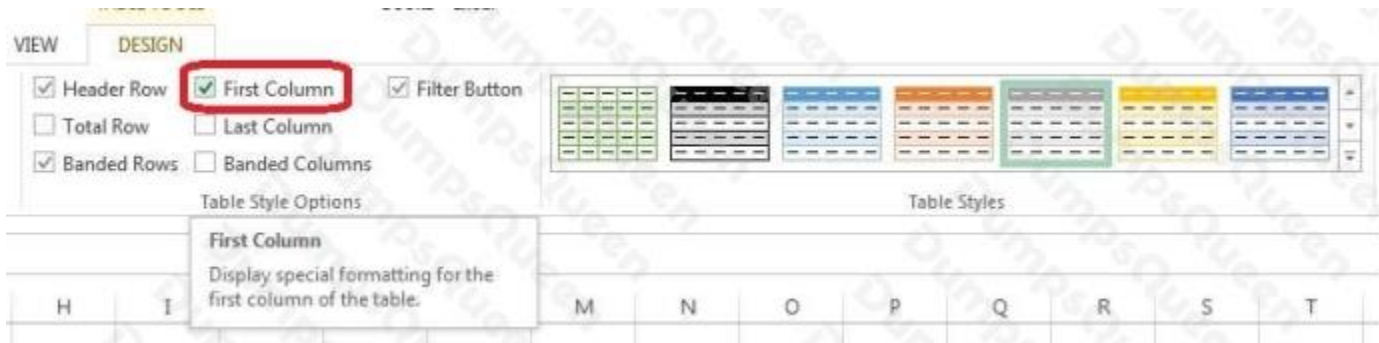 VIEW DESIGN
Header Row First Column Filter Button
Total Row Last Column
Banded Rows Banded Columns
Table Style Options Table Styles
First Column
Display special formatting for the
first column of the table.
H I M N O P Q R S T
DumpsQueen